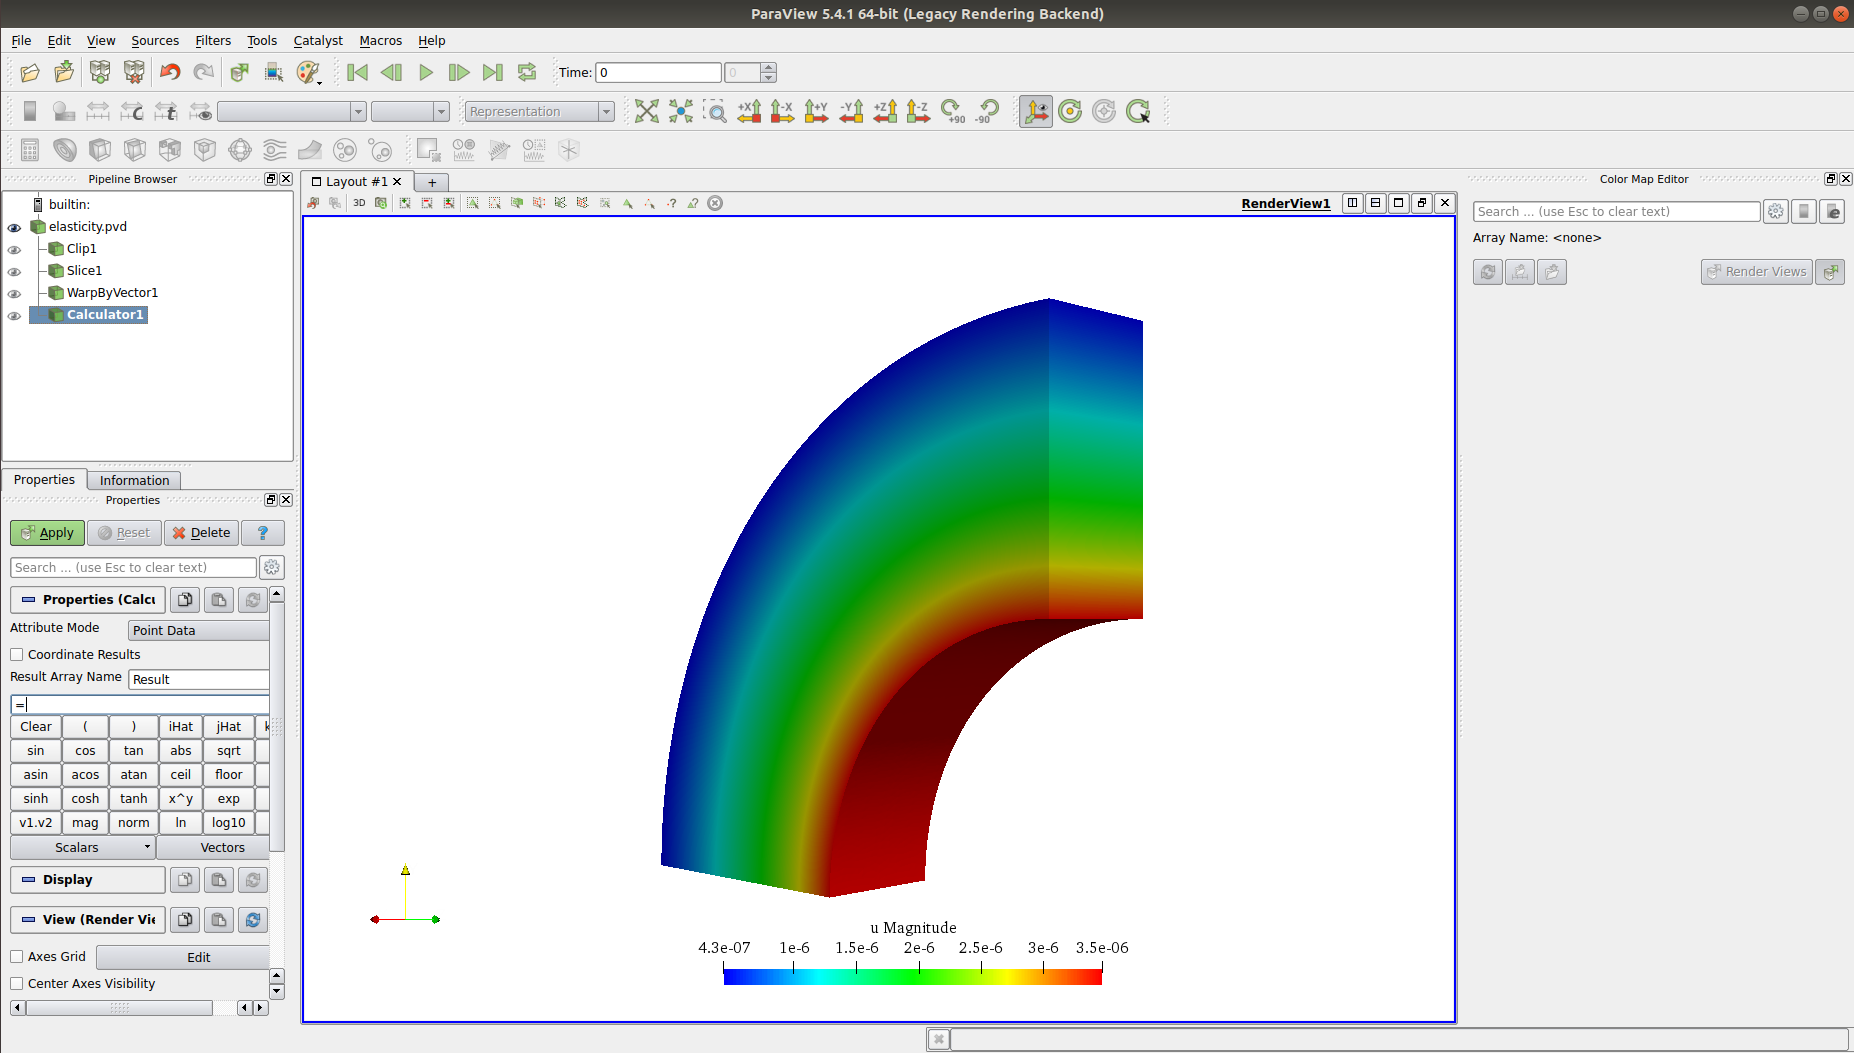 ParaView 5.4.1 64-bit (Legacy Rendering Backend)
File Edit View Sources Filters Tools Catalyst Macros Help
Time: 0 0
Representation +X -X +Y -Y +Z -Z +90 -90
Pipeline Browser
builtin:
elasticity.pvd
Clip1
Slice1
WarpByVector1
Calculator1
Properties Information
Properties
Apply Reset Delete ?
Search ... (use Esc to clear text)
Properties (Calcu
Attribute Mode Point Data
Coordinate Results
Result Array Name Result
=
Clear ( ) iHat jHat k
sin cos tan abs sqrt
asin acos atan ceil floor
sinh cosh tanh x^y exp
v1.v2 mag norm ln log10
Scalars Vectors
Display
View (Render Vie
Axes Grid Edit
Center Axes Visibility
Layout #1 +
3D RenderView1
u Magnitude
4.3e-07 1e-6 1.5e-6 2e-6 2.5e-6 3e-6 3.5e-06
Color Map Editor
Search ... (use Esc to clear text)
Array Name: <none>
Render Views